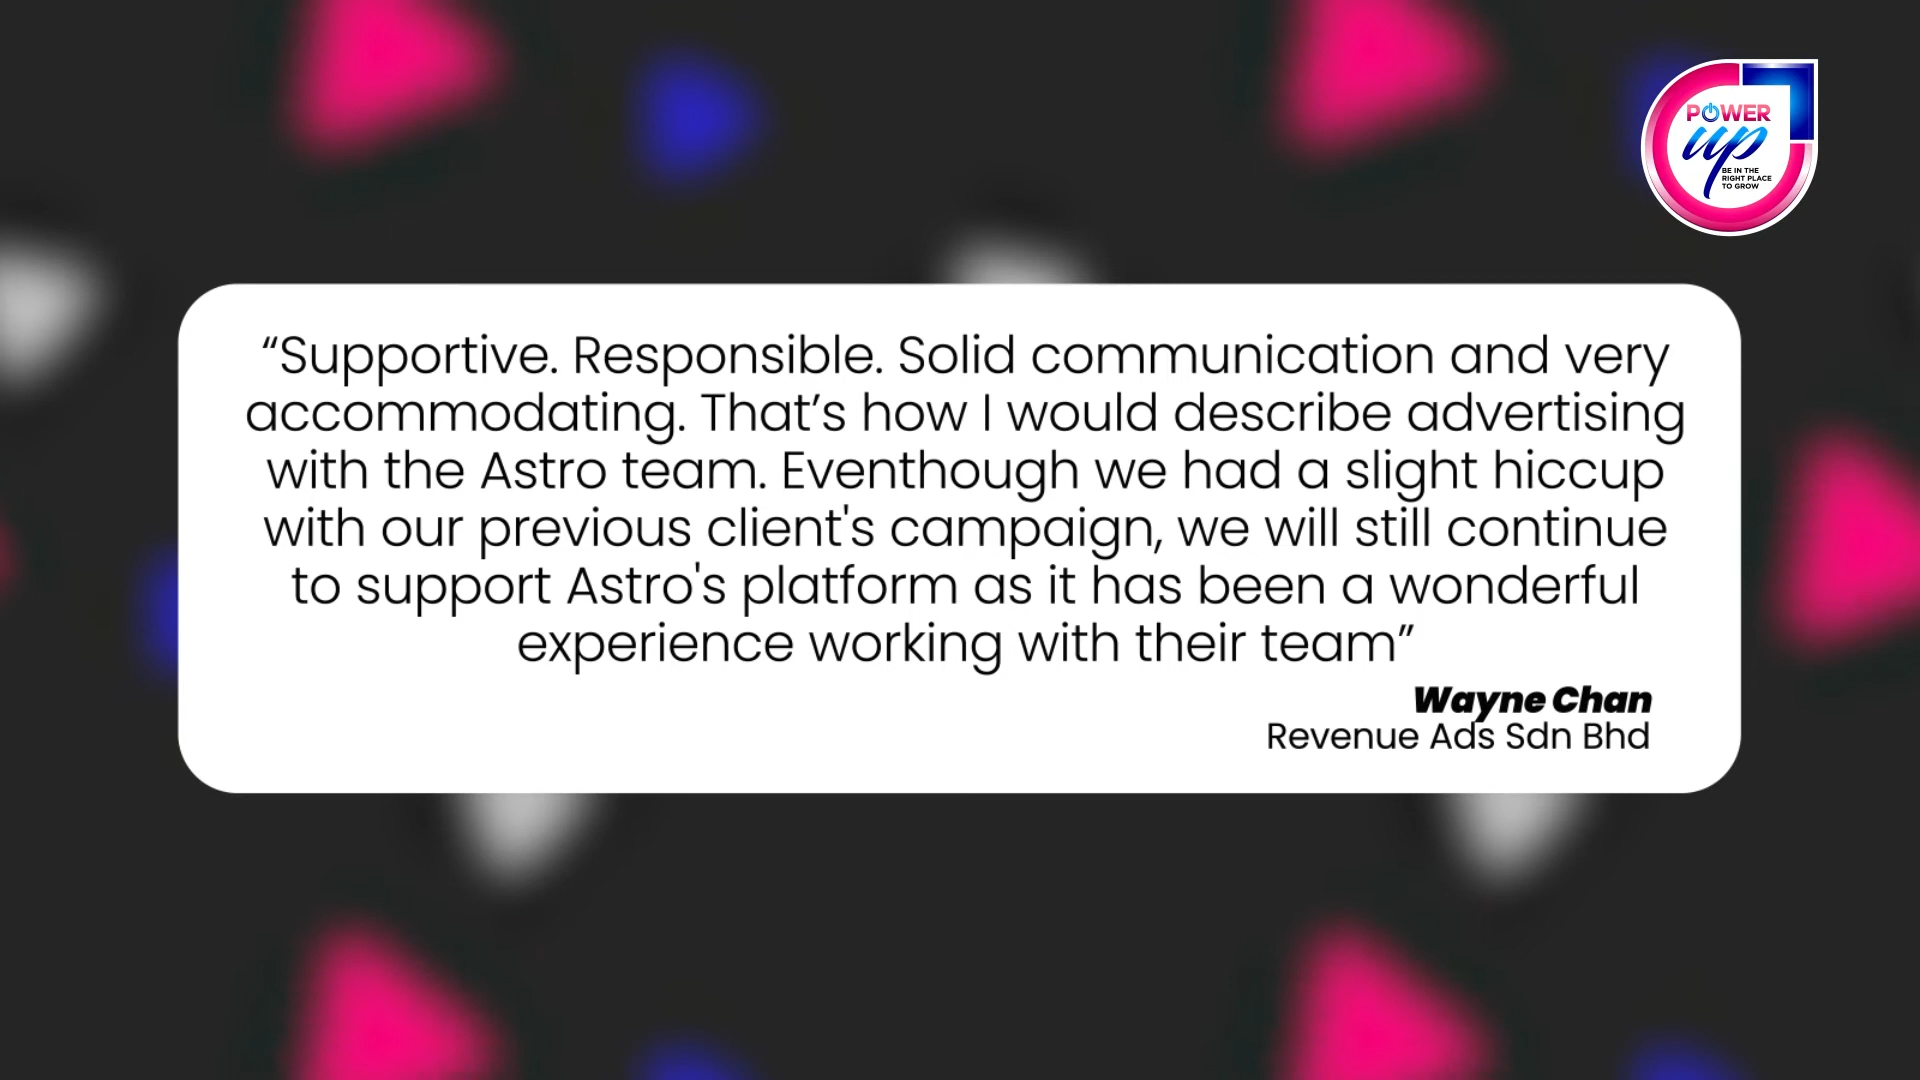 POWER
up
BE IN THE
RIGHT PLACE
TO GROW
“Supportive. Responsible. Solid communication and very
accommodating. That’s how I would describe advertising
with the Astro team. Eventhough we had a slight hiccup
with our previous client's campaign, we will still continue
to support Astro's platform as it has been a wonderful
experience working with their team”
Wayne Chan
Revenue Ads Sdn Bhd